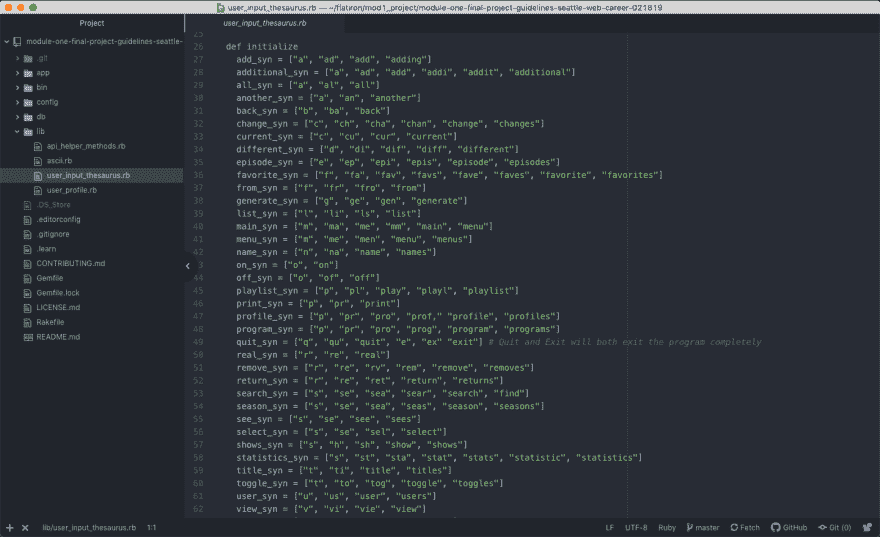 user_input_thesaurus.rb — ~/flatiron/mod1_project/module-one-final-project-guidelines-seattle-web-career-021819
Project
user_input_thesaurus.rb
module-one-final-project-guidelines-seattle-
.git
app
bin
config
db
lib
api_helper_methods.rb
ascii.rb
user_input_thesaurus.rb
user_profile.rb
.DS_Store
.editorconfig
.gitignore
.learn
CONTRIBUTING.md
Gemfile
Gemfile.lock
LICENSE.md
Rakefile
README.md
25
26 def initialize
27 add_syn = ["a", "ad", "add", "adding"]
28 additional_syn = ["a", "ad", "add", "addi", "addit", "additional"]
29 all_syn = ["a", "al", "all"]
30 another_syn = ["a", "an", "another"]
31 back_syn = ["b", "ba", "back"]
32 change_syn = ["c", "ch", "cha", "chan", "change", "changes"]
33 current_syn = ["c", "cu", "cur", "current"]
34 different_syn = ["d", "di", "dif", "diff", "different"]
35 episode_syn = ["e", "ep", "epi", "epis", "episode", "episodes"]
36 favorite_syn = ["f", "fa", "fav", "favs", "fave", "faves", "favorite", "favorites"]
37 from_syn = ["f", "fr", "fro", "from"]
38 generate_syn = ["g", "ge", "gen", "generate"]
39 list_syn = ["l", "li", "ls", "list"]
40 main_syn = ["m", "ma", "me", "mm", "main", "menu"]
41 menu_syn = ["m", "me", "men", "menu", "menus"]
42 name_syn = ["n", "na", "name", "names"]
3 on_syn = ["o", "on"]
44 off_syn = ["o", "of", "off"]
45 playlist_syn = ["p", "pl", "play", "playl", "playlist"]
46 print_syn = ["p", "pr", "print"]
47 profile_syn = ["p", "pr", "pro", "prof," "profile", "profiles"]
48 program_syn = ["p", "pr", "pro", "prog", "program", "programs"]
49 quit_syn = ["q", "qu", "quit", "e", "ex" "exit"] # Quit and Exit will both exit the program completely
50 real_syn = ["r", "re", "real"]
51 remove_syn = ["r", "re", "rv", "rem", "remove", "removes"]
52 return_syn = ["r", "re", "ret", "return", "returns"]
53 search_syn = ["s", "se", "sea", "sear", "search", "find"]
54 season_syn = ["s", "se", "sea", "seas", "season", "seasons"]
55 see_syn = ["s", "se", "see", "sees"]
56 select_syn = ["s", "se", "sel", "select"]
57 shows_syn = ["s", "h", "sh", "show", "shows"]
58 statistics_syn = ["s", "st", "sta", "stat", "stats", "statistic", "statistics"]
59 title_syn = ["t", "ti", "title", "titles"]
60 toggle_syn = ["t", "to", "tog", "toggle", "toggles"]
61 user_syn = ["u", "us", "user", "users"]
62 view_syn = ["v", "vi", "vie", "view"]
lib/user_input_thesaurus.rb 1:1 LF UTF-8 Ruby master Fetch GitHub Git (0)